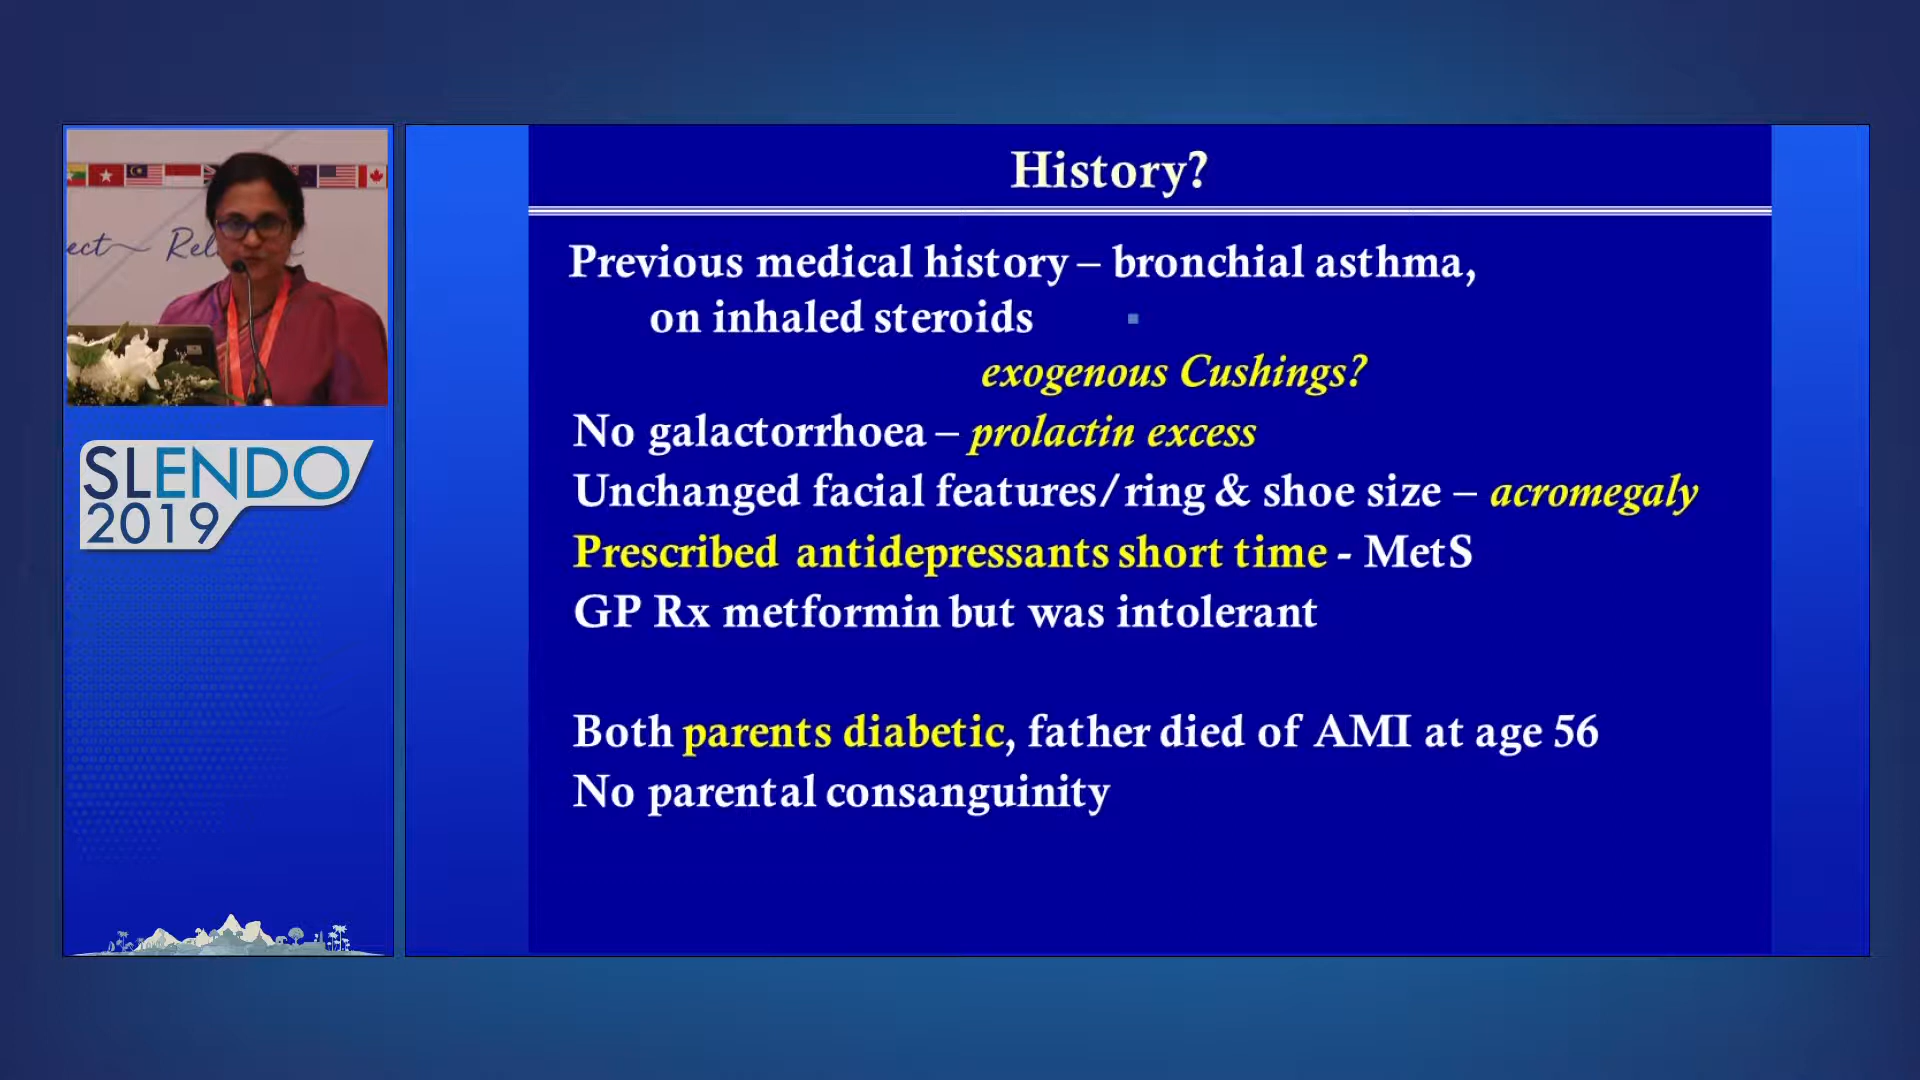 ect Rel
SLENDO
2019
History?
Previous medical history – bronchial asthma,
on inhaled steroids
exogenous Cushings?
No galactorrhoea – prolactin excess
Unchanged facial features/ring & shoe size – acromegaly
Prescribed antidepressants short time - MetS
GP Rx metformin but was intolerant
Both parents diabetic, father died of AMI at age 56
No parental consanguinity